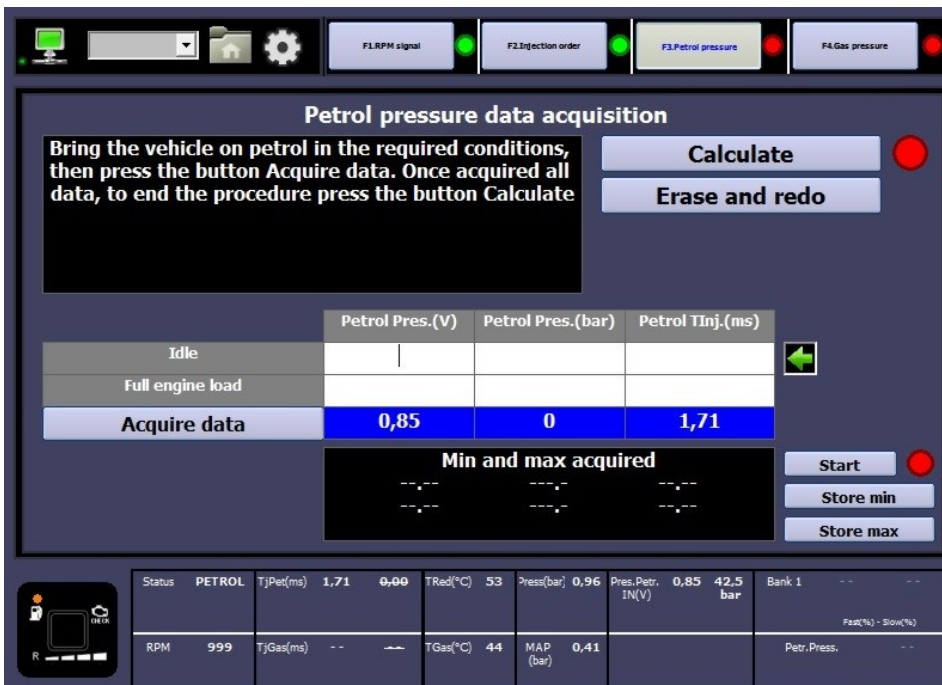 F1.RPM signal
F2.Injection order
F3.Petrol pressure
F4.Gas pressure
Petrol pressure data acquisition
Bring the vehicle on petrol in the required conditions,
then press the button Acquire data. Once acquired all
data, to end the procedure press the button Calculate
Calculate
Erase and redo
Petrol Pres.(V) Petrol Pres.(bar) Petrol TInj.(ms)
Idle
Full engine load
Acquire data 0,85 0 1,71
Min and max acquired
--.-- ---.- --.--
--.-- ---.- --.--
Start
Store min
Store max
Status PETROL TjPet(ms) 1,71 0,00 TRed(°C) 53 Press(bar) 0,96 Pres.Petr. IN(V) 0,85 42,5 bar Bank 1 -- --
Fast(%) - Slow(%)
CHECK
R
RPM 999 TjGas(ms) -- -- TGas(°C) 44 MAP (bar) 0,41 Petr.Press. --